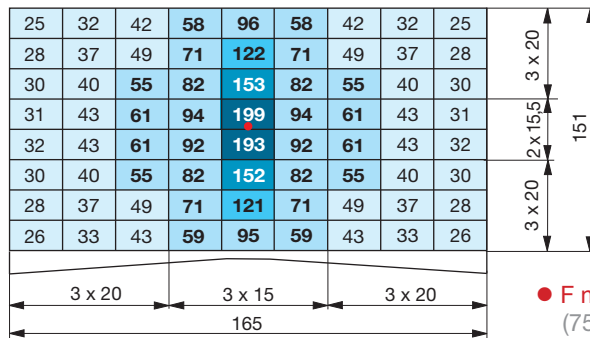 25 32 42 58 96 58 42 32 25
28 37 49 71 122 71 49 37 28
30 40 55 82 153 82 55 40 30
31 43 61 94 199 94 61 43 31
32 43 61 92 193 92 61 43 32
30 40 55 82 152 82 55 40 30
28 37 49 71 121 71 49 37 28
26 33 43 59 95 59 43 33 26
3 x 20
2 x 15,5
3 x 20
151
3 x 20 3 x 15 3 x 20
165
F
(75